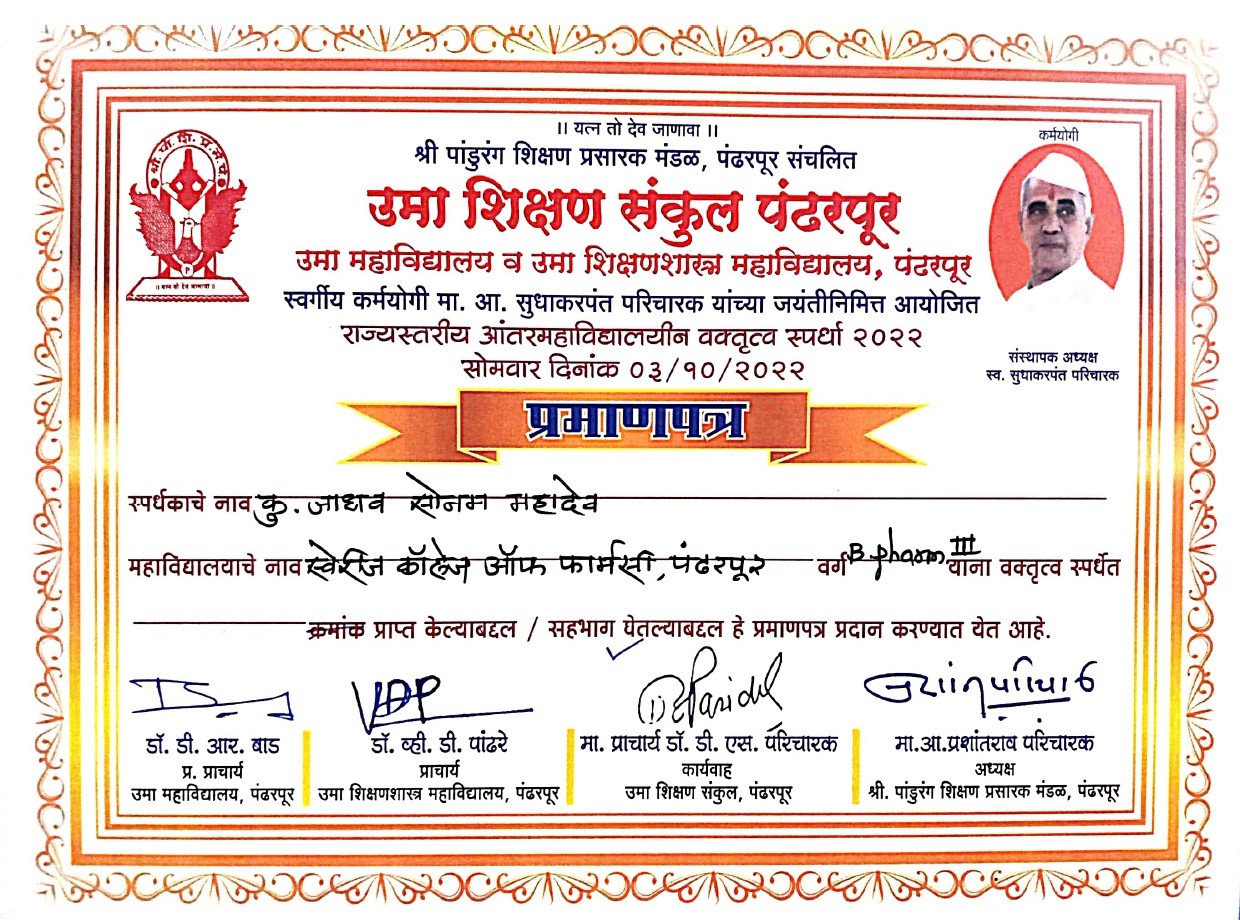 ।। यत्न तो देव जाणावा ।।
श्री पांडुरंग शिक्षण प्रसारक मंडळ, पंढरपूर संचलित
उमा शिक्षण संकुल पंढरपूर
उमा महाविद्यालय व उमा शिक्षणशास्त्र महाविद्यालय, पंढरपूर
स्वर्गीय कर्मयोगी मा. आ. सुधाकरपंत परिचारक यांच्या जयंतीनिमित्त आयोजित
राज्यस्तरीय आंतरमहाविद्यालयीन वक्तृत्व स्पर्धा २०२२
सोमवार दिनांक ०३/१०/२०२२
श्री. पां. शि. प्र. मं. पं.
।। यत्न तो देव जाणावा ।।
कर्मयोगी
संस्थापक अध्यक्ष
स्व. सुधाकरपंत परिचारक
प्रमाणपत्र
स्पर्धकाचे नाव कु. जाधव सोनम महादेव
महाविद्यालयाचे नाव स्वेरीज कॉलेज ऑफ फार्मसी, पंढरपूर वर्ग B pharm III यांना वक्तृत्व स्पर्धेत
क्रमांक प्राप्त केल्याबद्दल / सहभाग घेतल्याबद्दल हे प्रमाणपत्र प्रदान करण्यात येत आहे.
डॉ. डी. आर. बाड
प्र. प्राचार्य
उमा महाविद्यालय, पंढरपूर
डॉ. व्ही. डी. पांढरे
प्राचार्य
उमा शिक्षणशास्त्र महाविद्यालय, पंढरपूर
मा. प्राचार्य डॉ. डी. एस. परिचारक
कार्यवाह
उमा शिक्षण संकुल, पंढरपूर
मा.आ.प्रशांतराव परिचारक
अध्यक्ष
श्री. पांडुरंग शिक्षण प्रसारक मंडळ, पंढरपूर